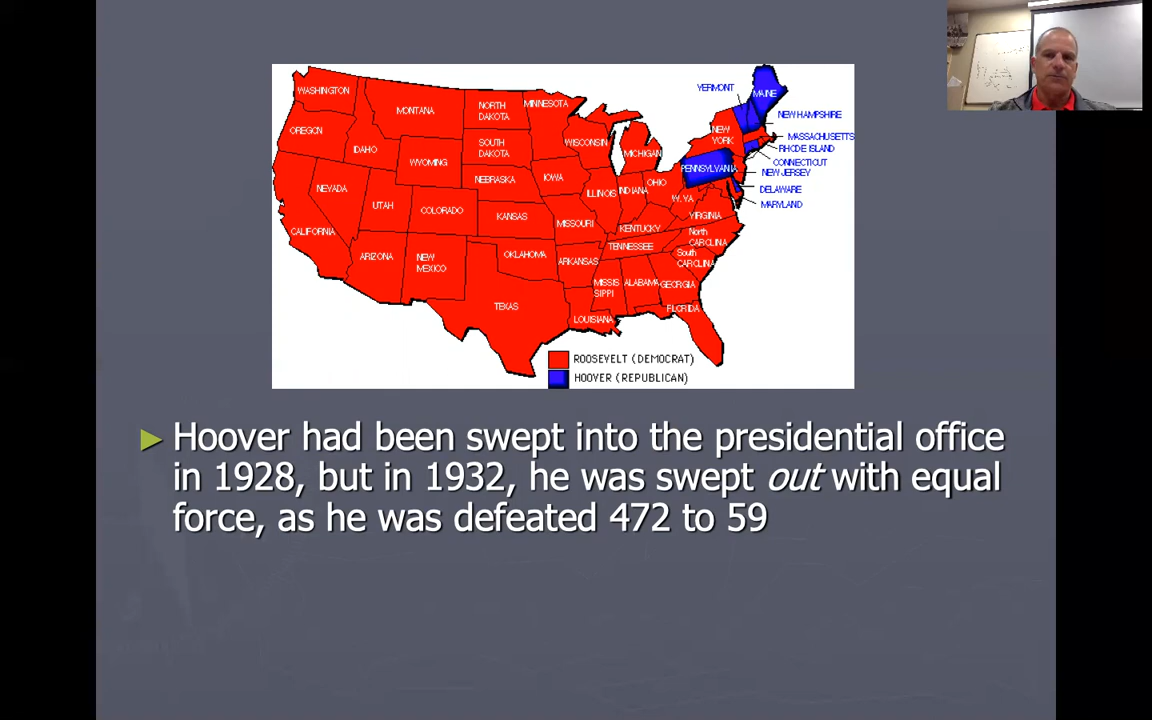 WASHINGTON
MONTANA
NORTH
DAKOTA
MINNESOTA
VERMONT
MAINE
NEW HAMPSHIRE
MASSACHUSETTS
RHODE ISLAND
CONNECTICUT
NEW JERSEY
DELAWARE
MARYLAND
OREGON
IDAHO
WYOMING
SOUTH
DAKOTA
WISCONSIN
MICHIGAN
NEW
YORK
PENNSYLVANIA
NEVADA
UTAH
COLORADO
NEBRASKA
IOWA
ILLINOIS
INDIANA
OHIO
W.VA
VIRGINIA
CALIFORNIA
ARIZONA
NEW
MEXICO
KANSAS
MISSOURI
KENTUCKY
North
CAROLINA
TENNESSEE
South
CAROLINA
OKLAHOMA
ARKANSAS
MISSIS
SIPPI
ALABAMA
GEORGIA
TEXAS
LOUISIANA
FLORIDA
ROOSEVELT (DEMOCRAT)
HOOVER (REPUBLICAN)
► Hoover had been swept into the presidential office
in 1928, but in 1932, he was swept out with equal
force, as he was defeated 472 to 59